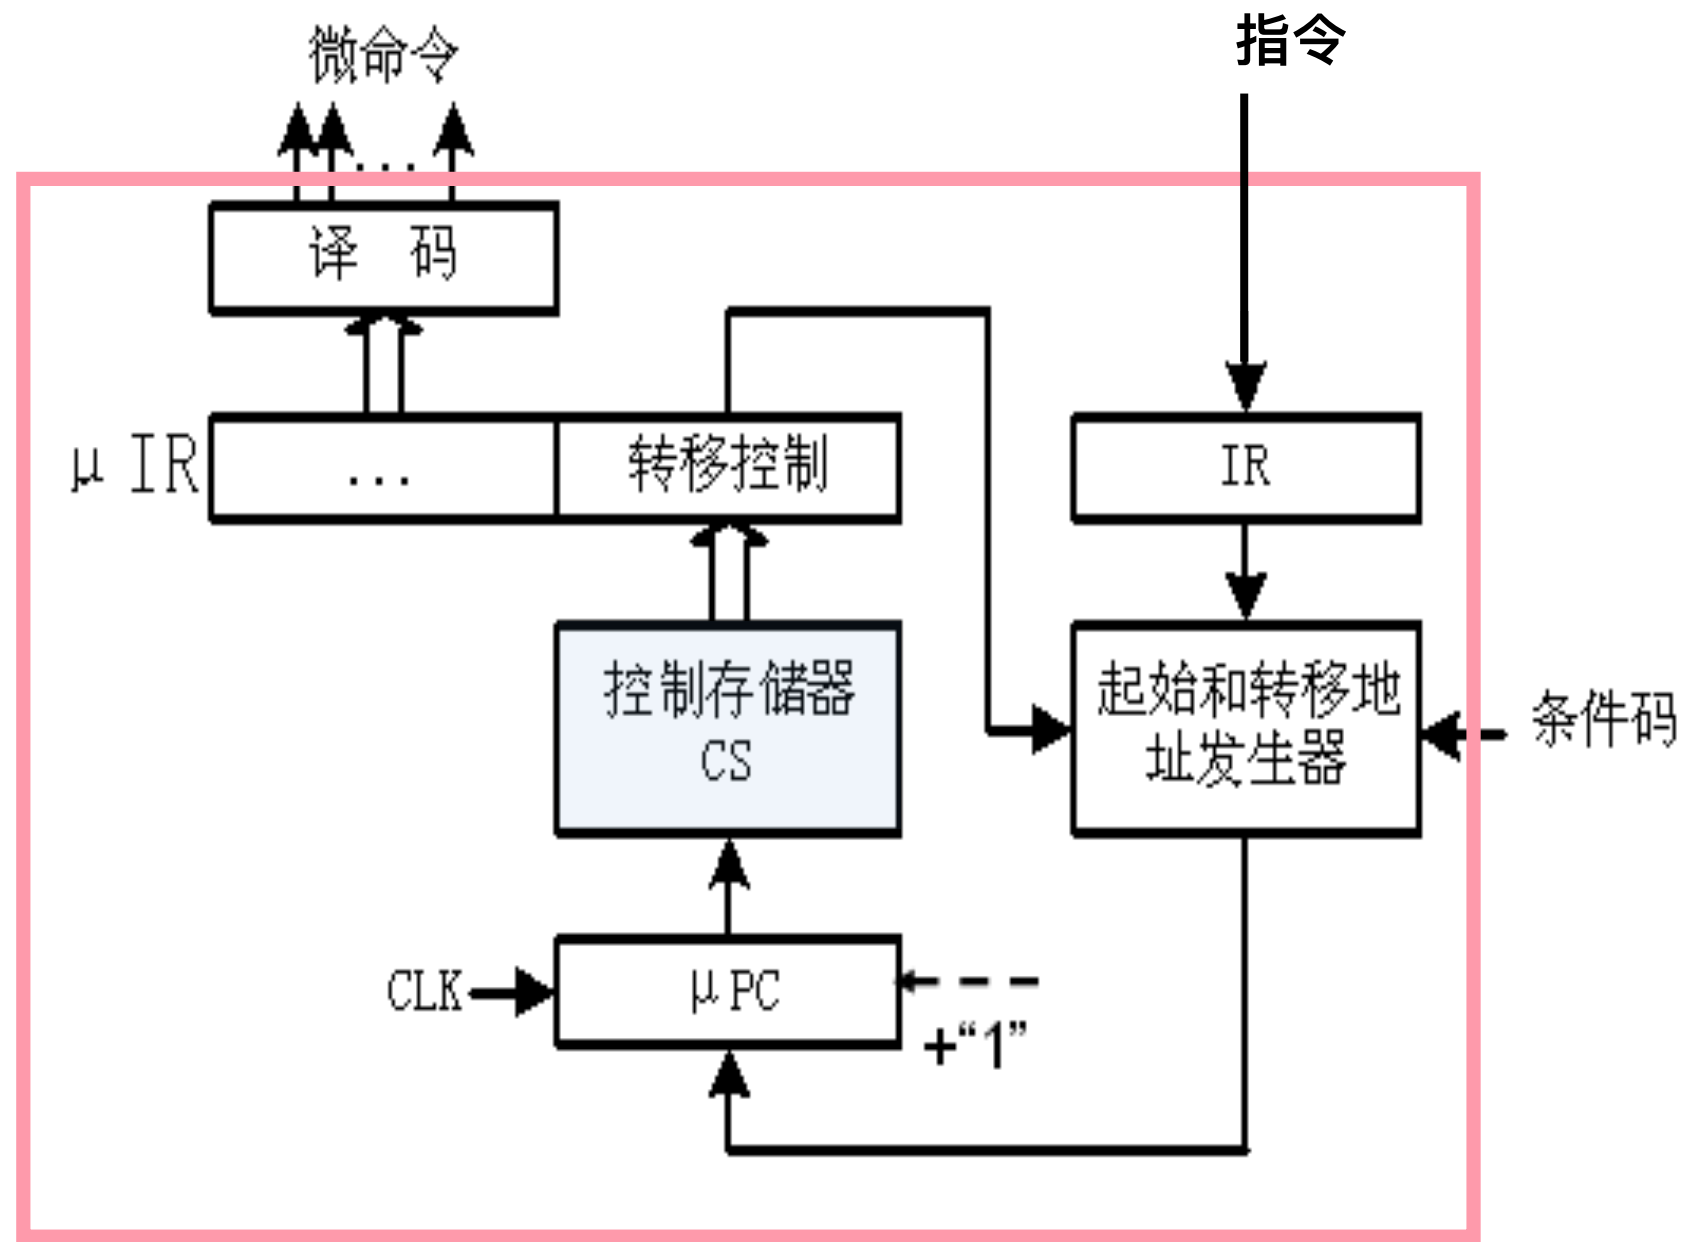 微命令
指令
...
译 码
μ IR
...
转移控制
IR
控制存储器
CS
起始和转移地
址发生器
条件码
CLK
μPC
+“1”